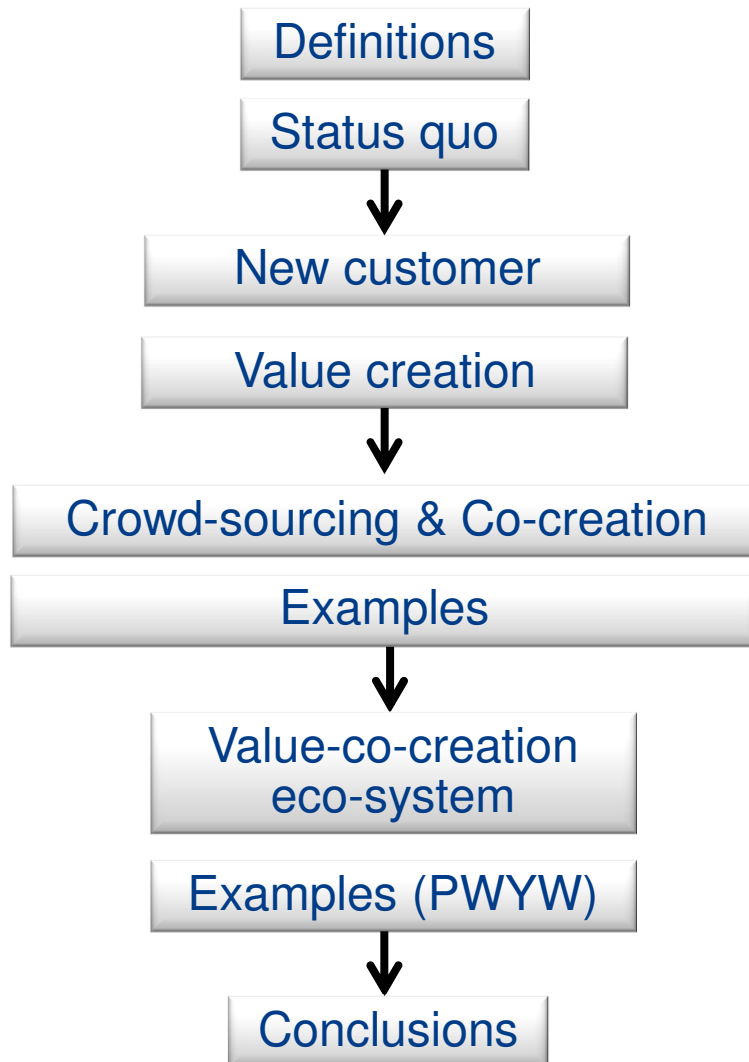 Definitions
Status quo
New customer
Value creation
Crowd-sourcing & Co-creation
Examples
Value-co-creation
eco-system
Examples (PWYW)
Conclusions